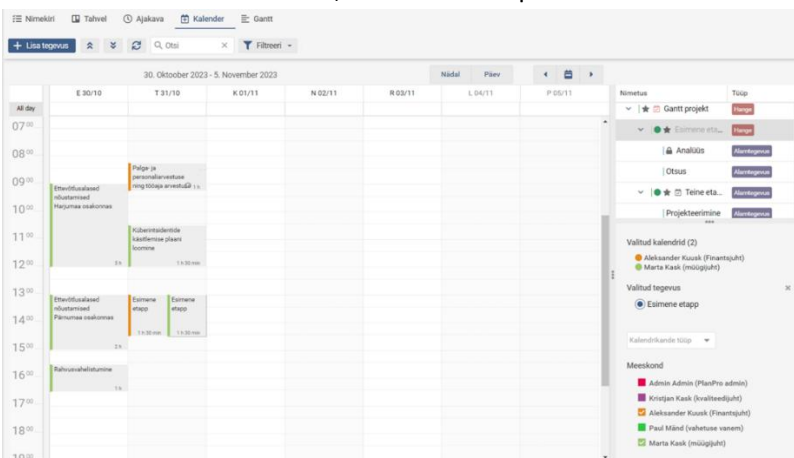 Nimekiri Tahvel Ajakava Kalender Gantt
+ Lisa tegevus Otsi × Filtreeri
30. Oktoober 2023 - 5. November 2023 Nädal Päev
E 30/10 T 31/10 K 01/11 N 02/11 R 03/11 L 04/11 P 05/11
All day
07 00
08 00
09 00
10 00
11 00
12 00
13 00
14 00
15 00
16 00
17 00
18 00
19 00
Ettevõtlusalased
nõustamised
Harjumaa osakonnas
3 h
Ettevõtlusalased
nõustamised
Pärnumaa osakonnas
2 h
Rahvusvahelistumine
1 h
Palga- ja
personaliarvestuse
ning tööaja arvestus
1 h
Küberintsidentide
käsitlemise plaani
loomine
1 h 30 min
Esimene
etapp
1 h 30 min
Esimene
etapp
1 h 30 min
Nimetus Tüüp
Gantt projekt Hange
Esimene eta... Hange
Analüüs Alamtegevus
Otsus Alamtegevus
Teine eta... Alamtegevus
Projekteerimine Alamtegevus
Valitud kalendrid (2)
Aleksander Kuusk (Finantsjuht)
Marta Kask (müügijuht)
Valitud tegevus ×
Esimene etapp
Kalendrikande tüüp
Meeskond
Admin Admin (PlanPro admin)
Kristjan Kask (kvaliteedijuht)
Aleksander Kuusk (Finantsjuht)
Paul Mänd (vahetuse vanem)
Marta Kask (müügijuht)